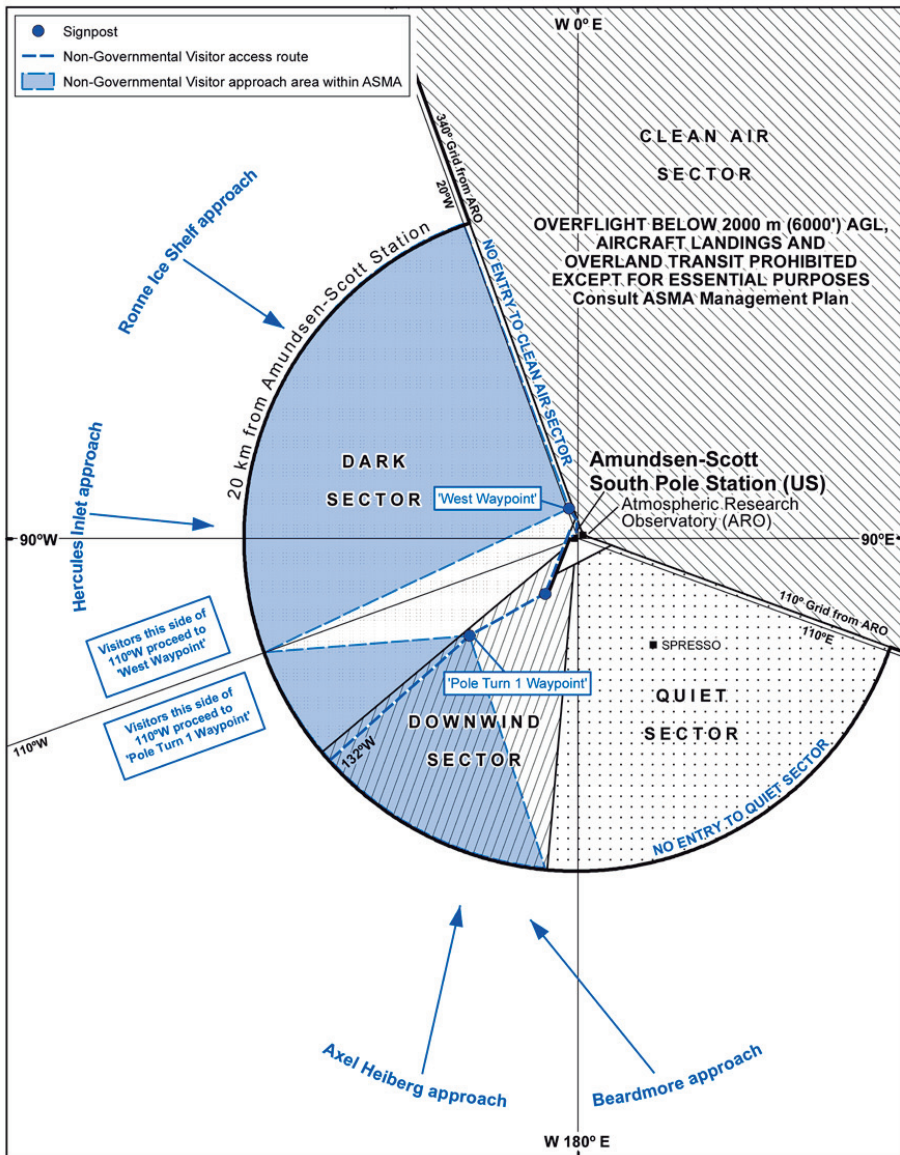 W 0º E
Signpost
Non-Governmental Visitor access route
Non-Governmental Visitor approach area within ASMA
340º Grid from ARO
20ºW
CLEAN AIR
SECTOR
OVERFLIGHT BELOW 2000 m (6000') AGL,
AIRCRAFT LANDINGS AND
OVERLAND TRANSIT PROHIBITED
EXCEPT FOR ESSENTIAL PURPOSES
Consult ASMA Management Plan
Ronne Ice Shelf approach
20 km from Amundsen-Scott Station
NO ENTRY TO CLEAN AIR SECTOR
DARK
SECTOR
Amundsen-Scott
South Pole Station (US)
Atmospheric Research
Observatory (ARO)
'West Waypoint'
Hercules Inlet approach
90ºW
90ºE
110º Grid from ARO
110ºE
Visitors this side of
110ºW proceed to
'West Waypoint'
SPRESSO
'Pole Turn 1 Waypoint'
Visitors this side of
110ºW proceed to
'Pole Turn 1 Waypoint'
110ºW
QUIET
SECTOR
DOWNWIND
SECTOR
132ºW
NO ENTRY TO QUIET SECTOR
Axel Heiberg approach
Beardmore approach
W 180º E